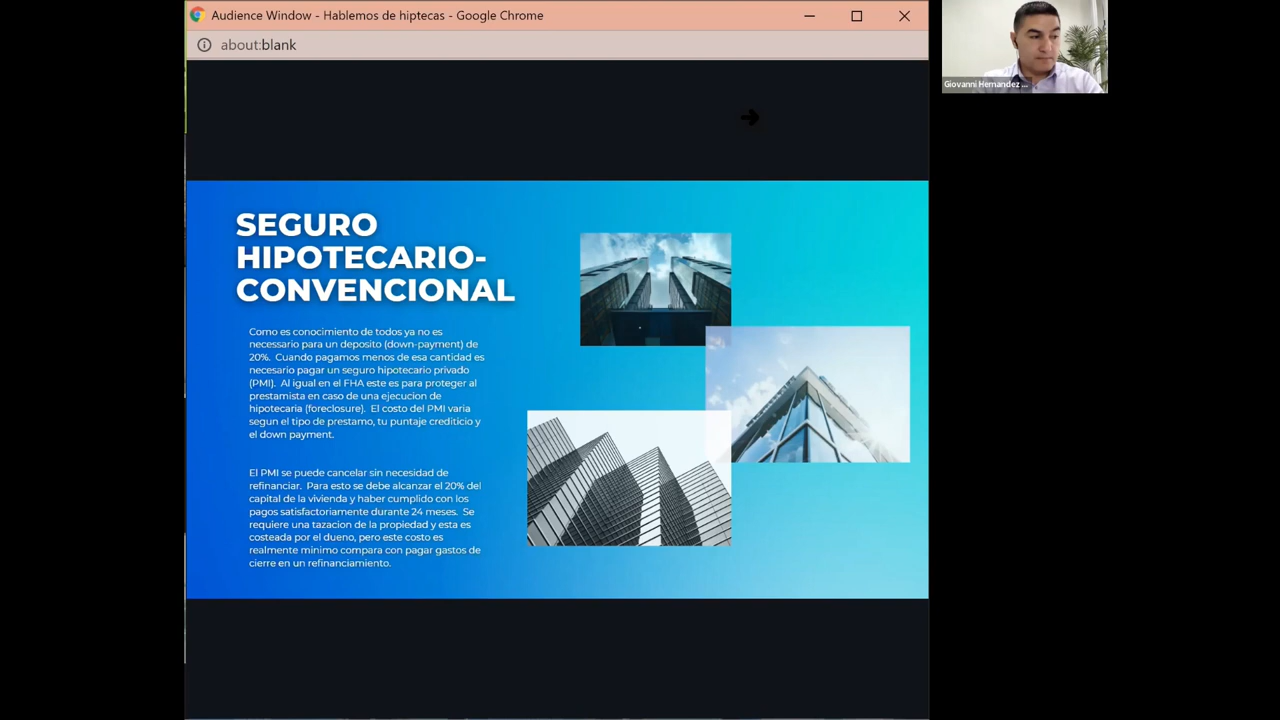 Audience Window - Hablemos de hiptecas - Google Chrome
about:blank
Giovanni Hernandez ...
SEGURO
HIPOTECARIO-
CONVENCIONAL
Como es conocimiento de todos ya no es
necessario para un deposito (down-payment) de
20%. Cuando pagamos menos de esa cantidad es
necesario pagar un seguro hipotecario privado
(PMI). Al igual en el FHA este es para proteger al
prestamista en caso de una ejecucion de
hipotecaria (foreclosure). El costo del PMI varia
segun el tipo de prestamo, tu puntaje crediticio y
el down payment.
El PMI se puede cancelar sin necesidad de
refinanciar. Para esto se debe alcanzar el 20% del
capital de la vivienda y haber cumplido con los
pagos satisfactoriamente durante 24 meses. Se
requiere una tazacion de la propiedad y esta es
costeada por el dueno, pero este costo es
realmente minimo compara con pagar gastos de
cierre en un refinanciamiento.